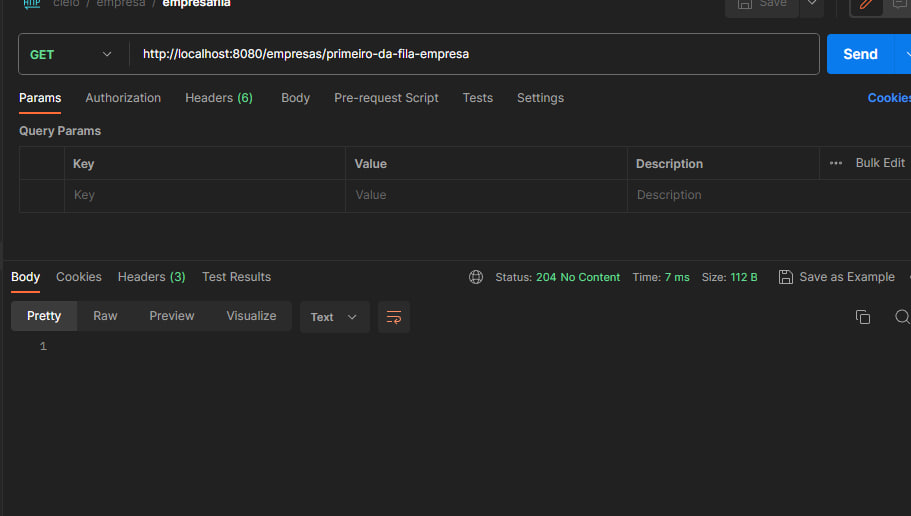 HTTP cielo / empresa / empresafila Save
GET http://localhost:8080/empresas/primeiro-da-fila-empresa Send
Params Authorization Headers (6) Body Pre-request Script Tests Settings Cookies
Query Params
Key Value Description ••• Bulk Edit
Key Value Description
Body Cookies Headers (3) Test Results Status: 204 No Content Time: 7 ms Size: 112 B Save as Example
Pretty Raw Preview Visualize Text
1